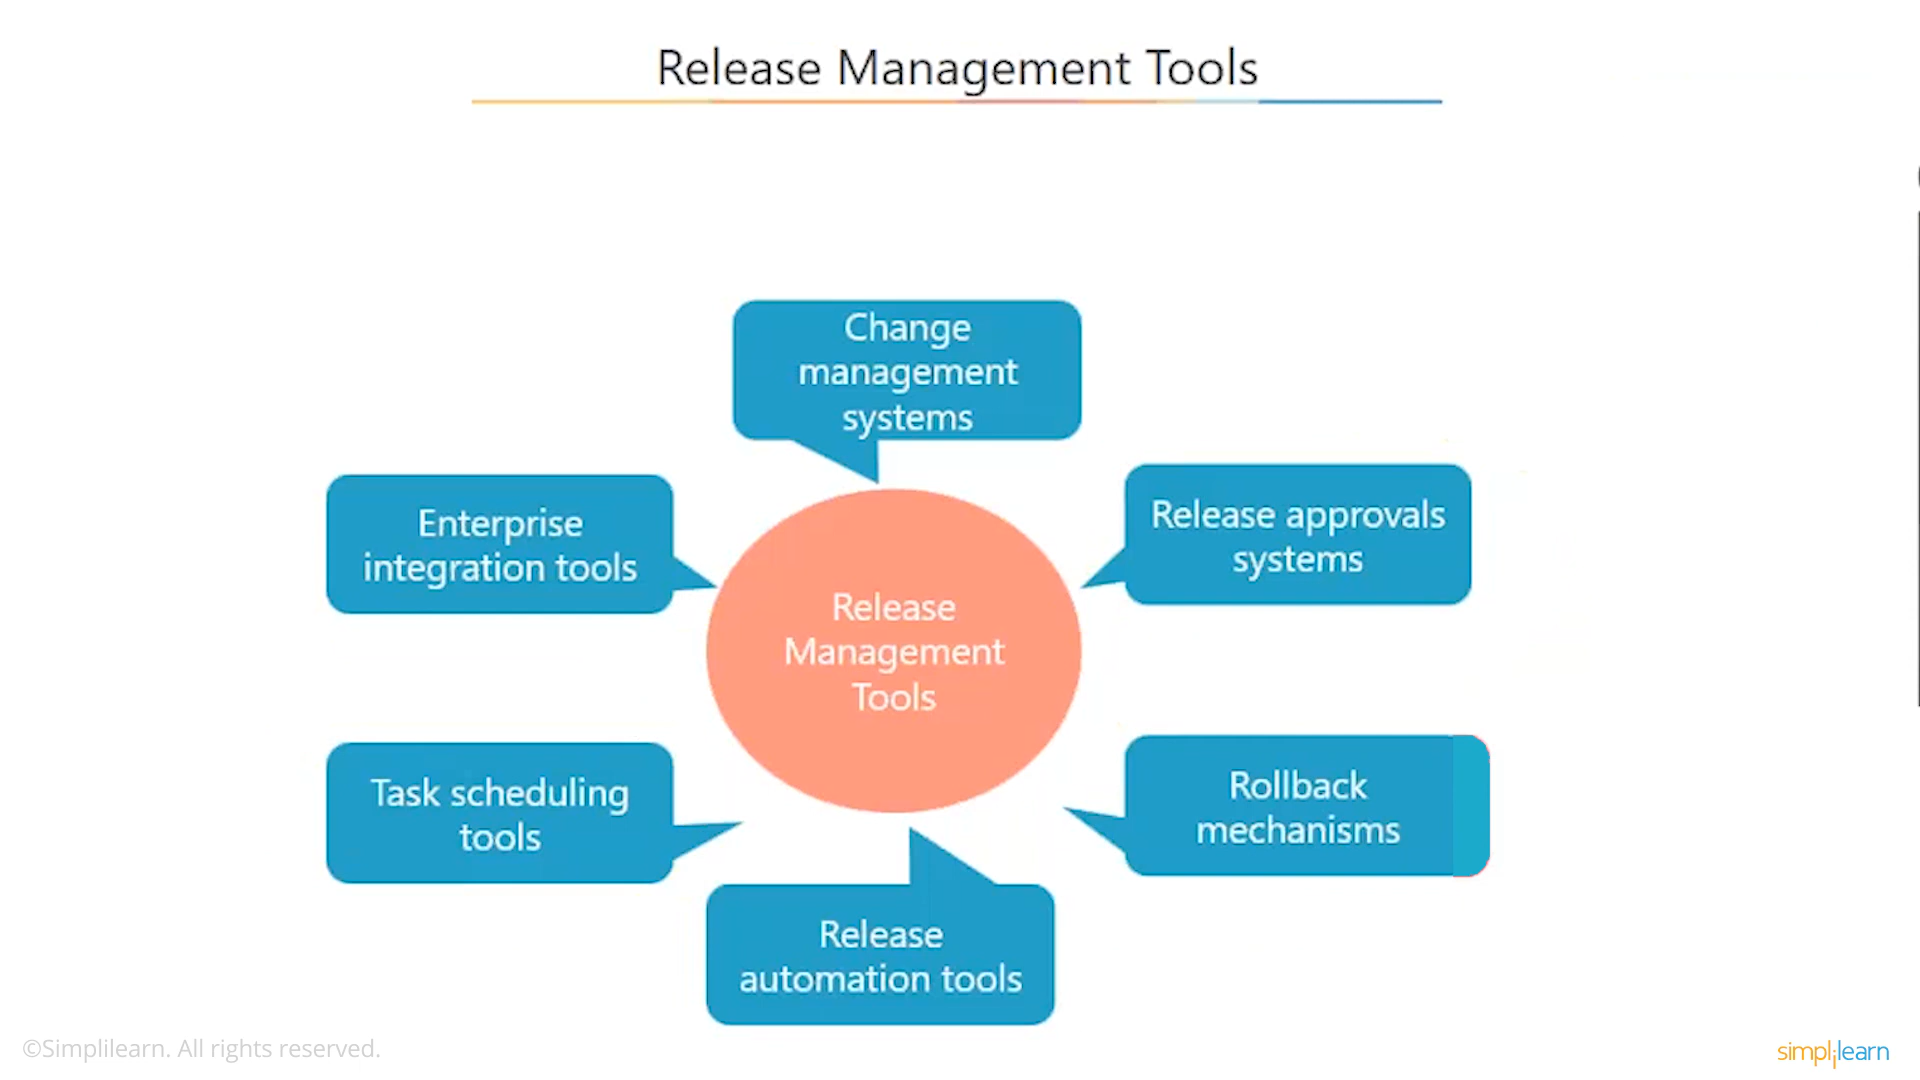 Release Management Tools
Change
management
systems
Enterprise
integration tools
Release approvals
systems
Release
Management
Tools
Task scheduling
tools
Rollback
mechanisms
Release
automation tools
©Simplilearn. All rights reserved.
simplilearn